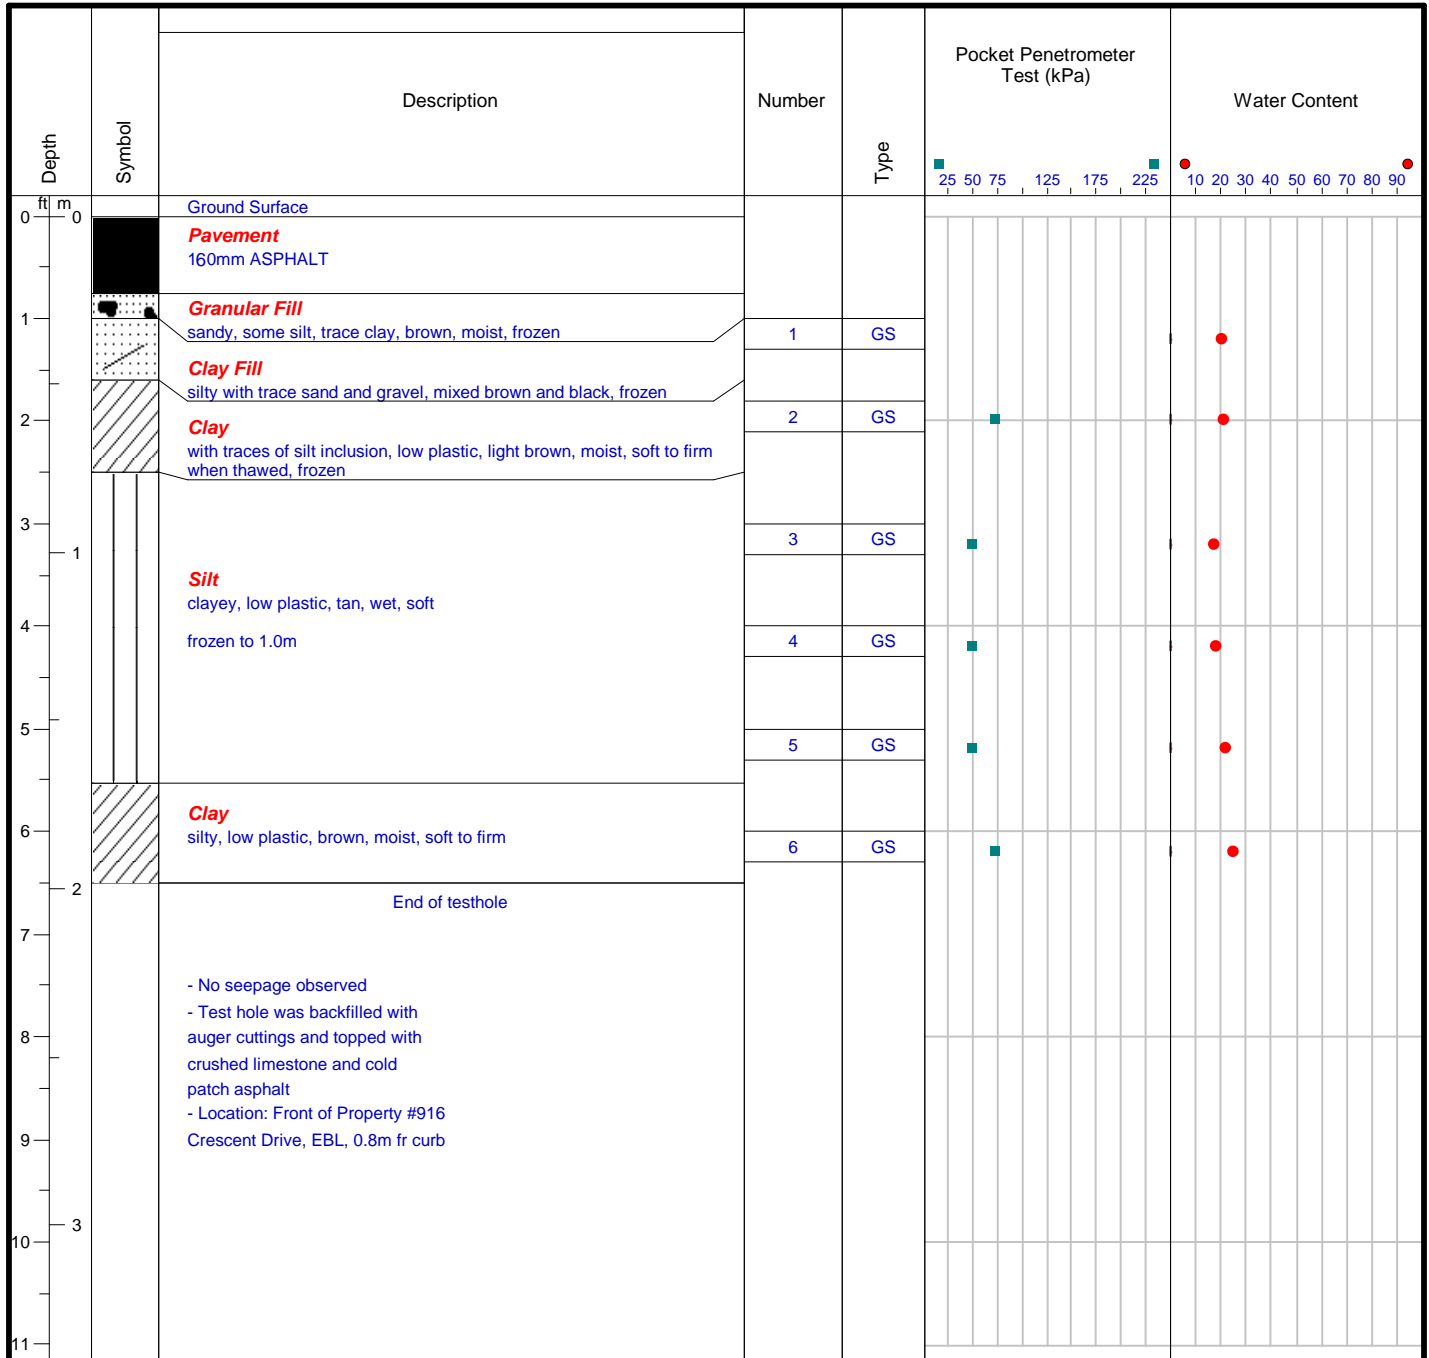 Depth
Symbol
Description
Number
Type
Pocket Penetrometer
Test (kPa)
Water Content
25 50 75 125 175 225
10 20 30 40 50 60 70 80 90
ft m
Ground Surface
0 0
Pavement
160mm ASPHALT
Granular Fill
1
sandy, some silt, trace clay, brown, moist, frozen
1 GS
Clay Fill
silty with trace sand and gravel, mixed brown and black, frozen
2
2 GS
Clay
with traces of silt inclusion, low plastic, light brown, moist, soft to firm
when thawed, frozen
3
3 GS
1
Silt
clayey, low plastic, tan, wet, soft
4
frozen to 1.0m
4 GS
5
5 GS
Clay
silty, low plastic, brown, moist, soft to firm
6
6 GS
2
End of testhole
7
- No seepage observed
- Test hole was backfilled with
auger cuttings and topped with
8
crushed limestone and cold
patch asphalt
- Location: Front of Property #916
Crescent Drive, EBL, 0.8m fr curb
9
3
10
11